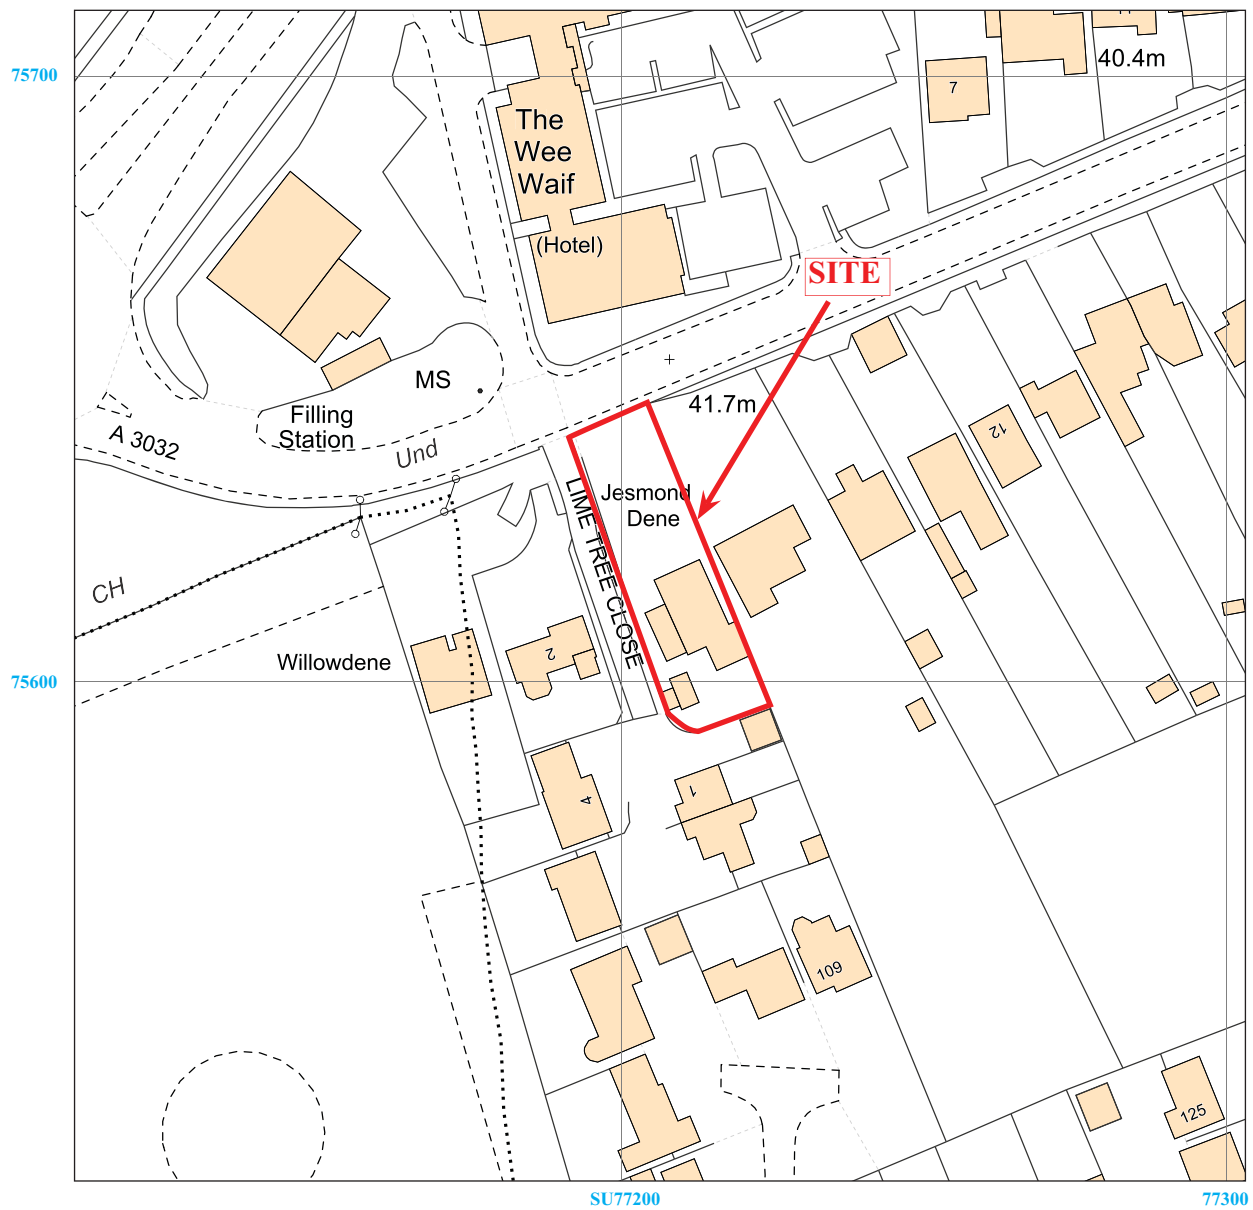 75700
40.4m
7
The
Wee
Waif
(Hotel)
SITE
MS
Filling
Station
A 3032
Und
41.7m
12
Jesmond
Dene
LIME TREE CLOSE
CH
Willowdene
2
75600
4
1
109
125
SU77200
77300